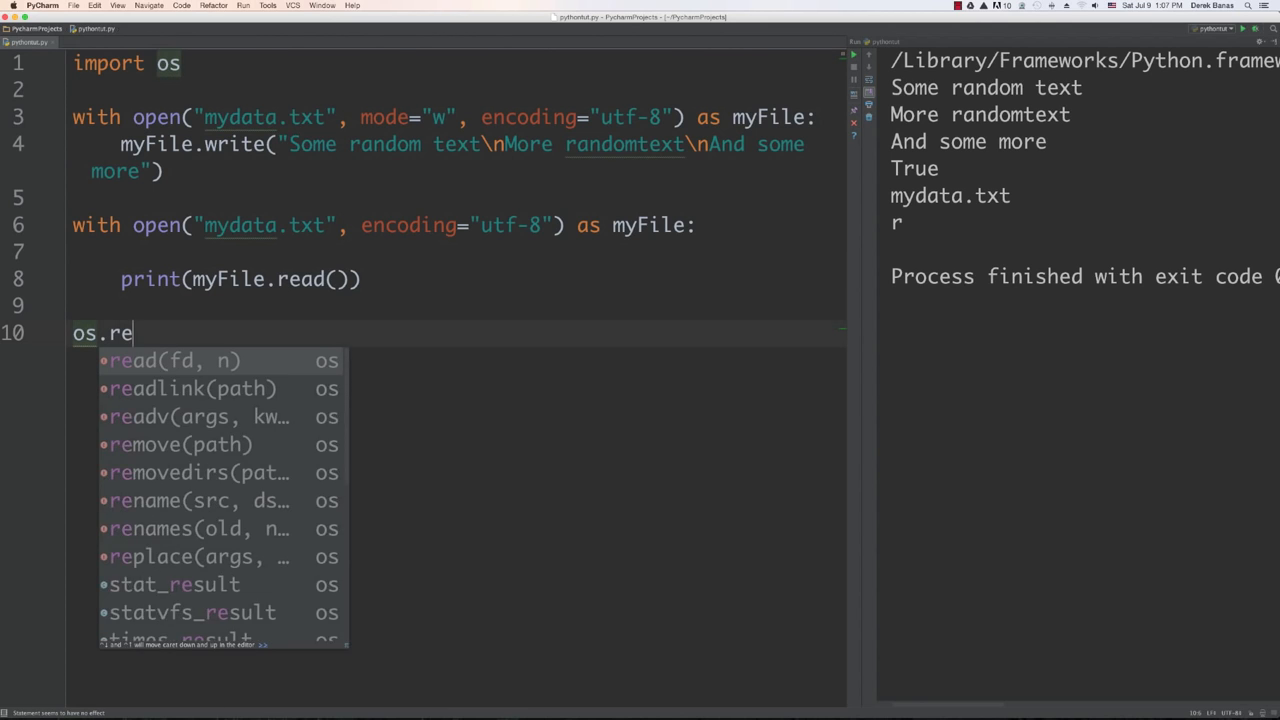 PyCharm File Edit View Navigate Code Refactor Run Tools VCS Window Help
10 Sat Jul 9 1:07 PM Derek Banas
pythontut.py - PycharmProjects - [~/PycharmProjects]
PycharmProjects pythontut.py
pythontut
pythontut.py
Run pythontut
1 import os
2
3 with open("mydata.txt", mode="w", encoding="utf-8") as myFile:
4 myFile.write("Some random text\nMore randomtext\nAnd some
more")
5
6 with open("mydata.txt", encoding="utf-8") as myFile:
7
8 print(myFile.read())
9
10 os.re
read(fd, n) os
readlink(path) os
readv(args, kw… os
remove(path) os
removedirs(pat… os
rename(src, ds… os
renames(old, n… os
replace(args, … os
stat_result os
statvfs_result os
times_result os
^↓ and ^↑ will move caret down and up in the editor >>
/Library/Frameworks/Python.framew
Some random text
More randomtext
And some more
True
mydata.txt
r
Process finished with exit code 0
Statement seems to have no effect
10:6 LF÷ UTF-8÷